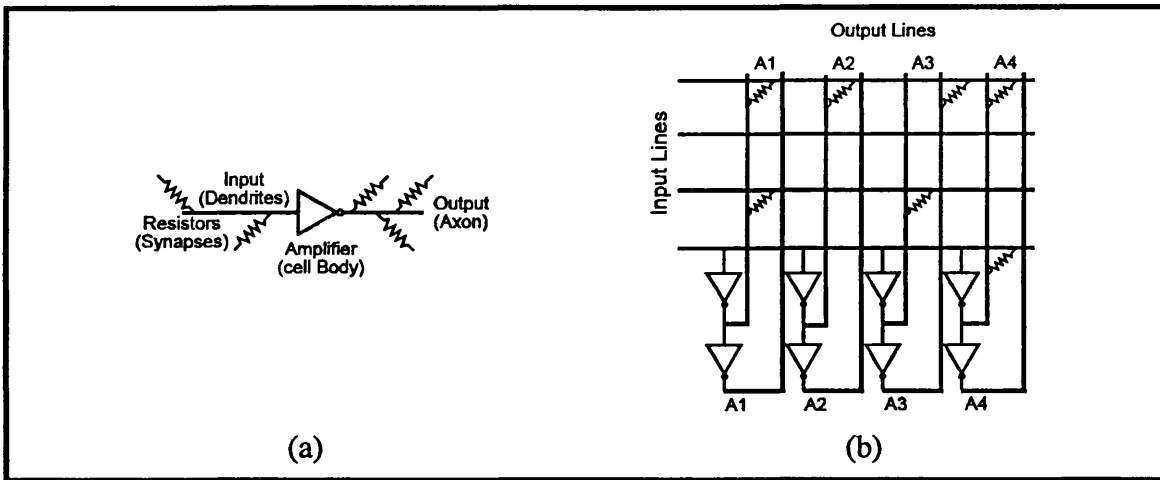 Input
(Dendrites)
Resistors
(Synapses)
Amplifier
(cell Body)
Output
(Axon)
(a)
Output Lines
A1 A2 A3 A4
Input Lines
A1 A2 A3 A4
(b)